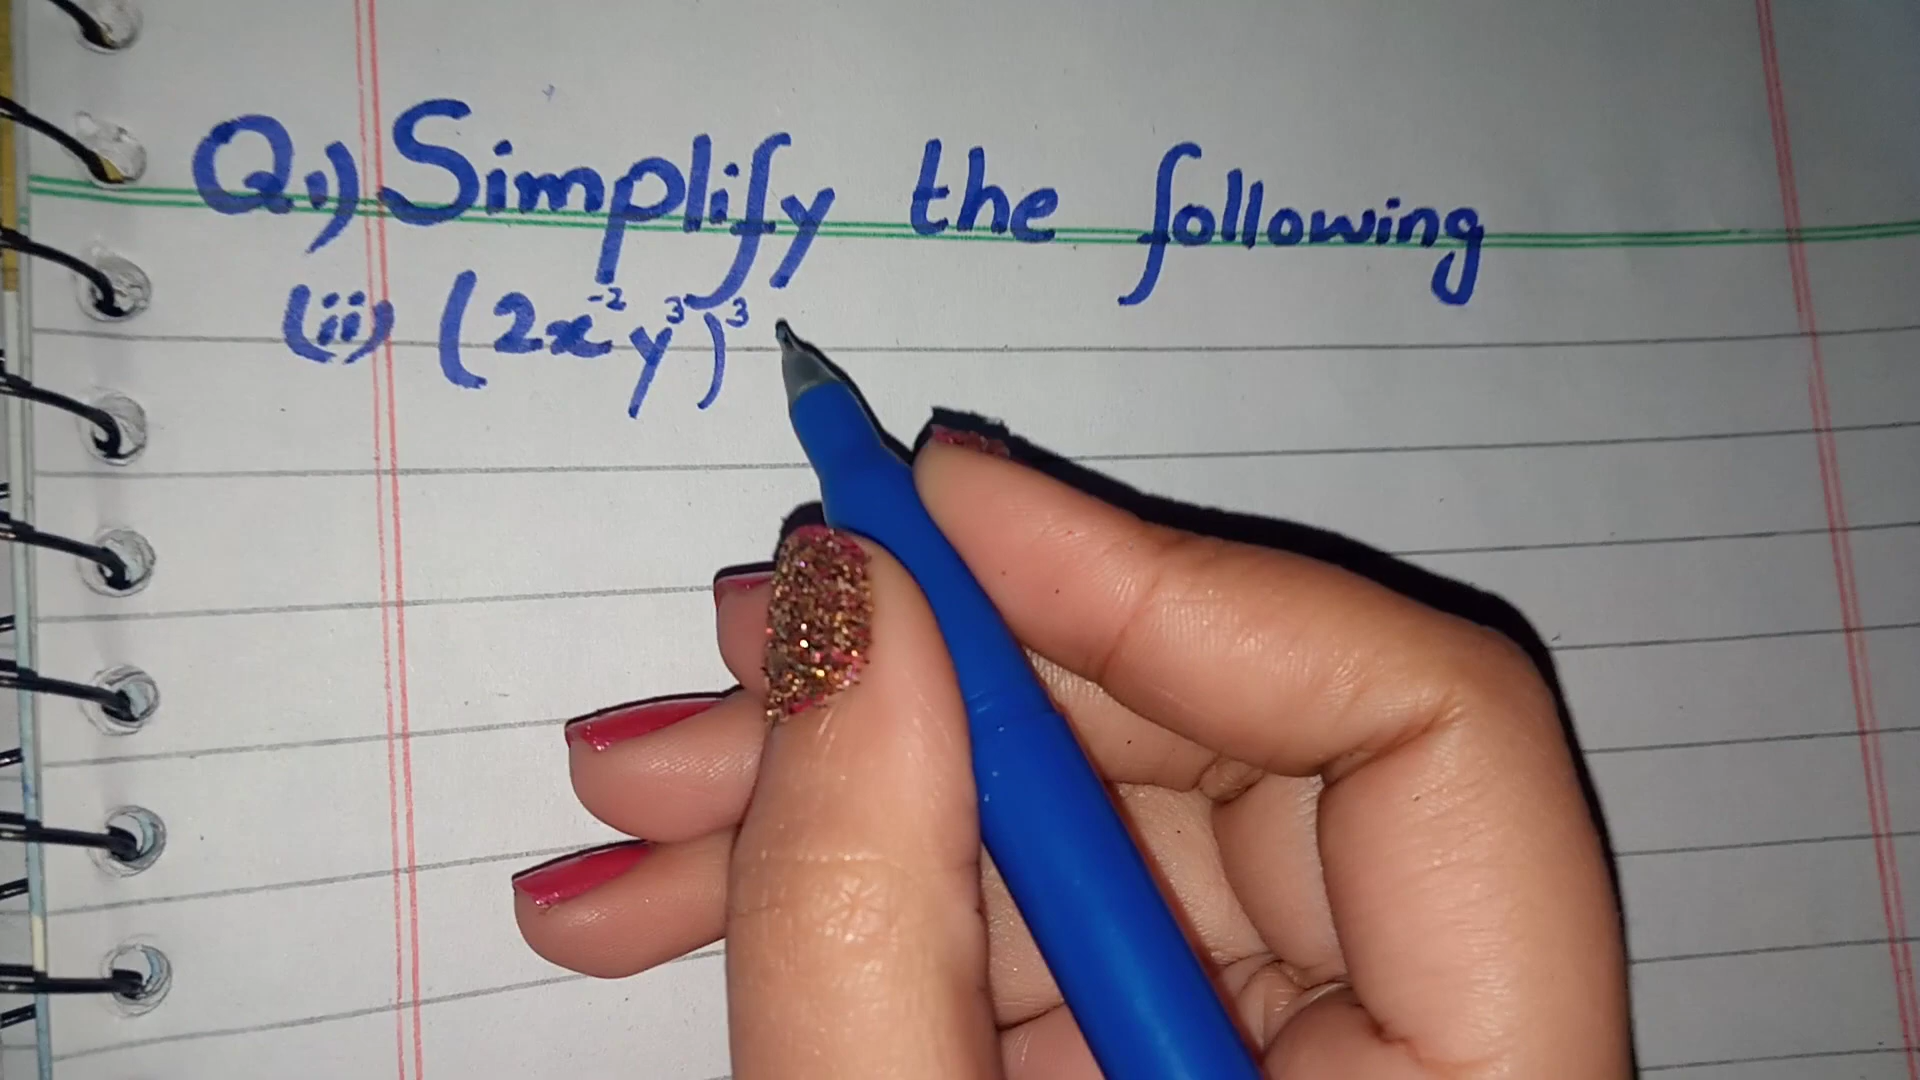 Q1) Simplify the following
(ii) (2x⁻²y³)³